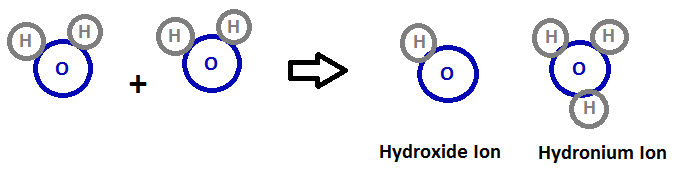 H H H H H H H
O + O O O
H
Hydroxide Ion Hydronium Ion